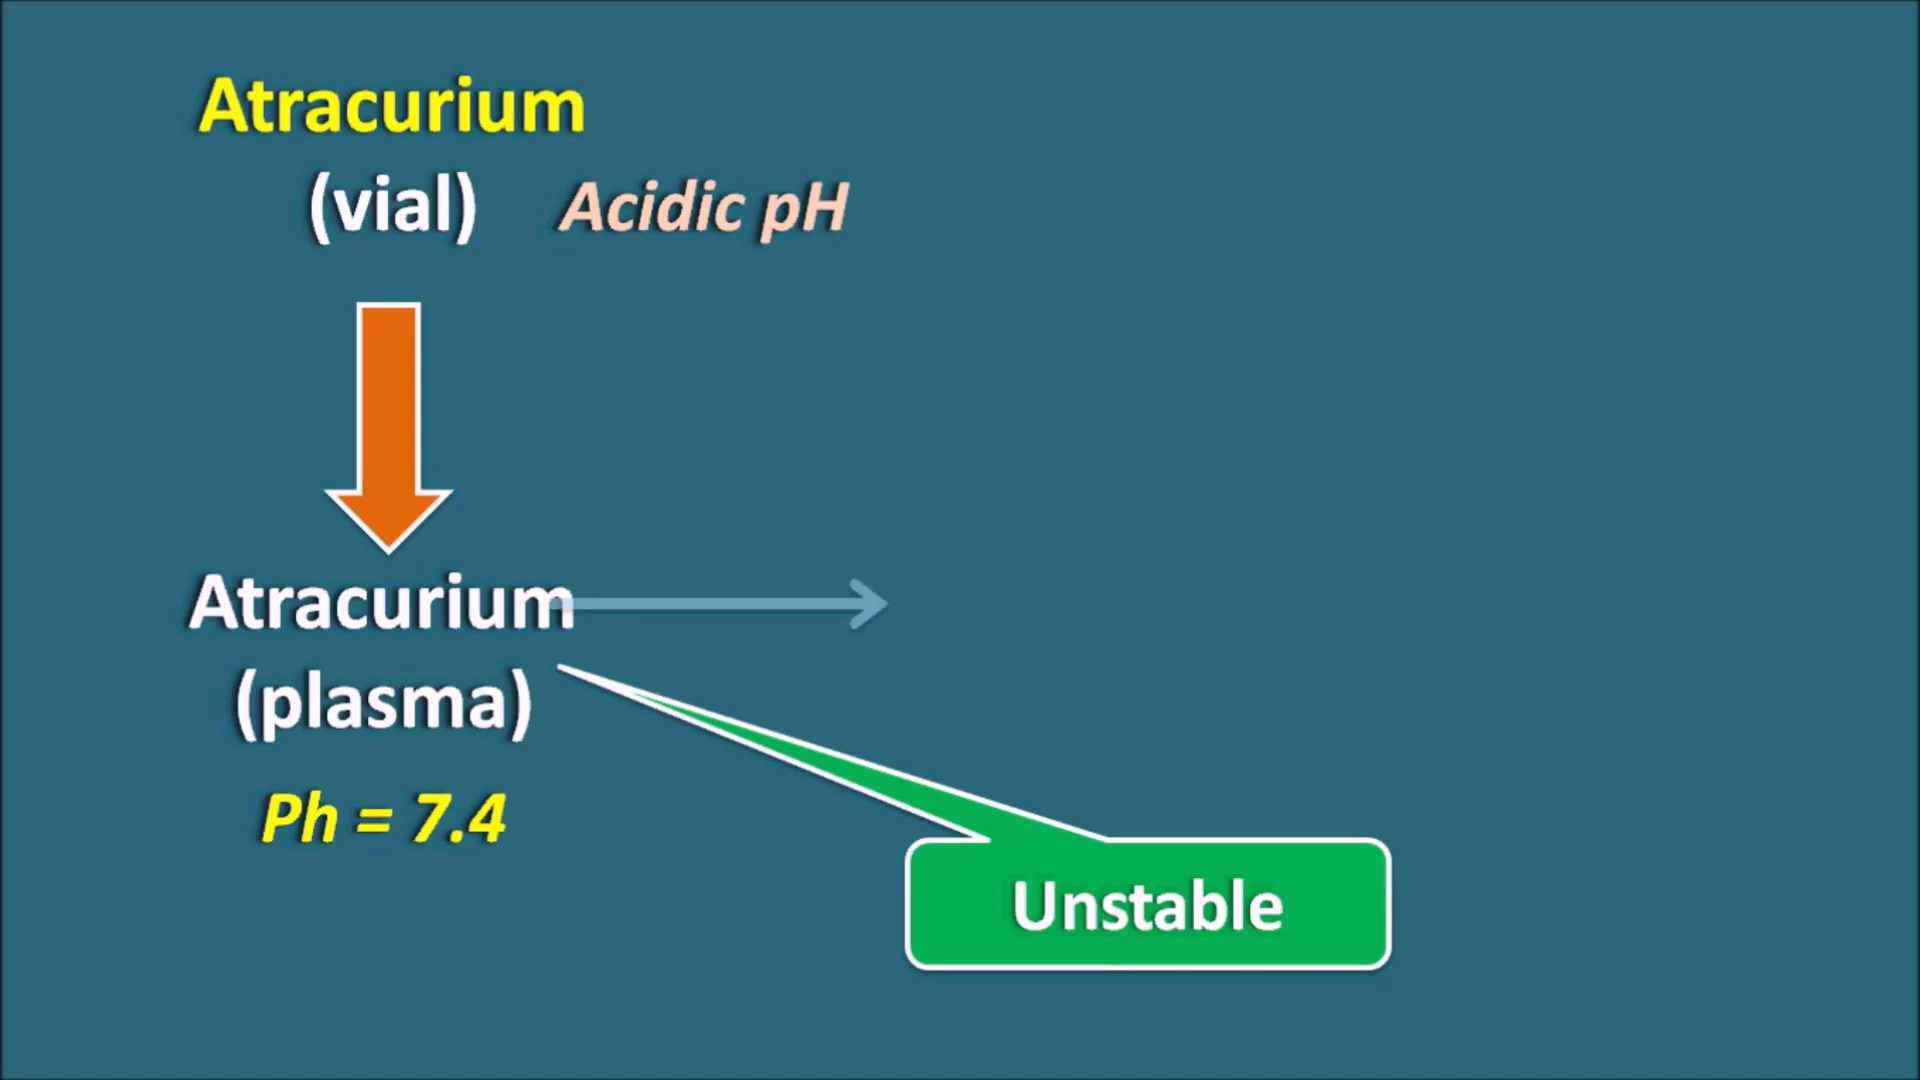 Atracurium
(vial) Acidic pH
Atracurium
(plasma)
Ph = 7.4
Unstable